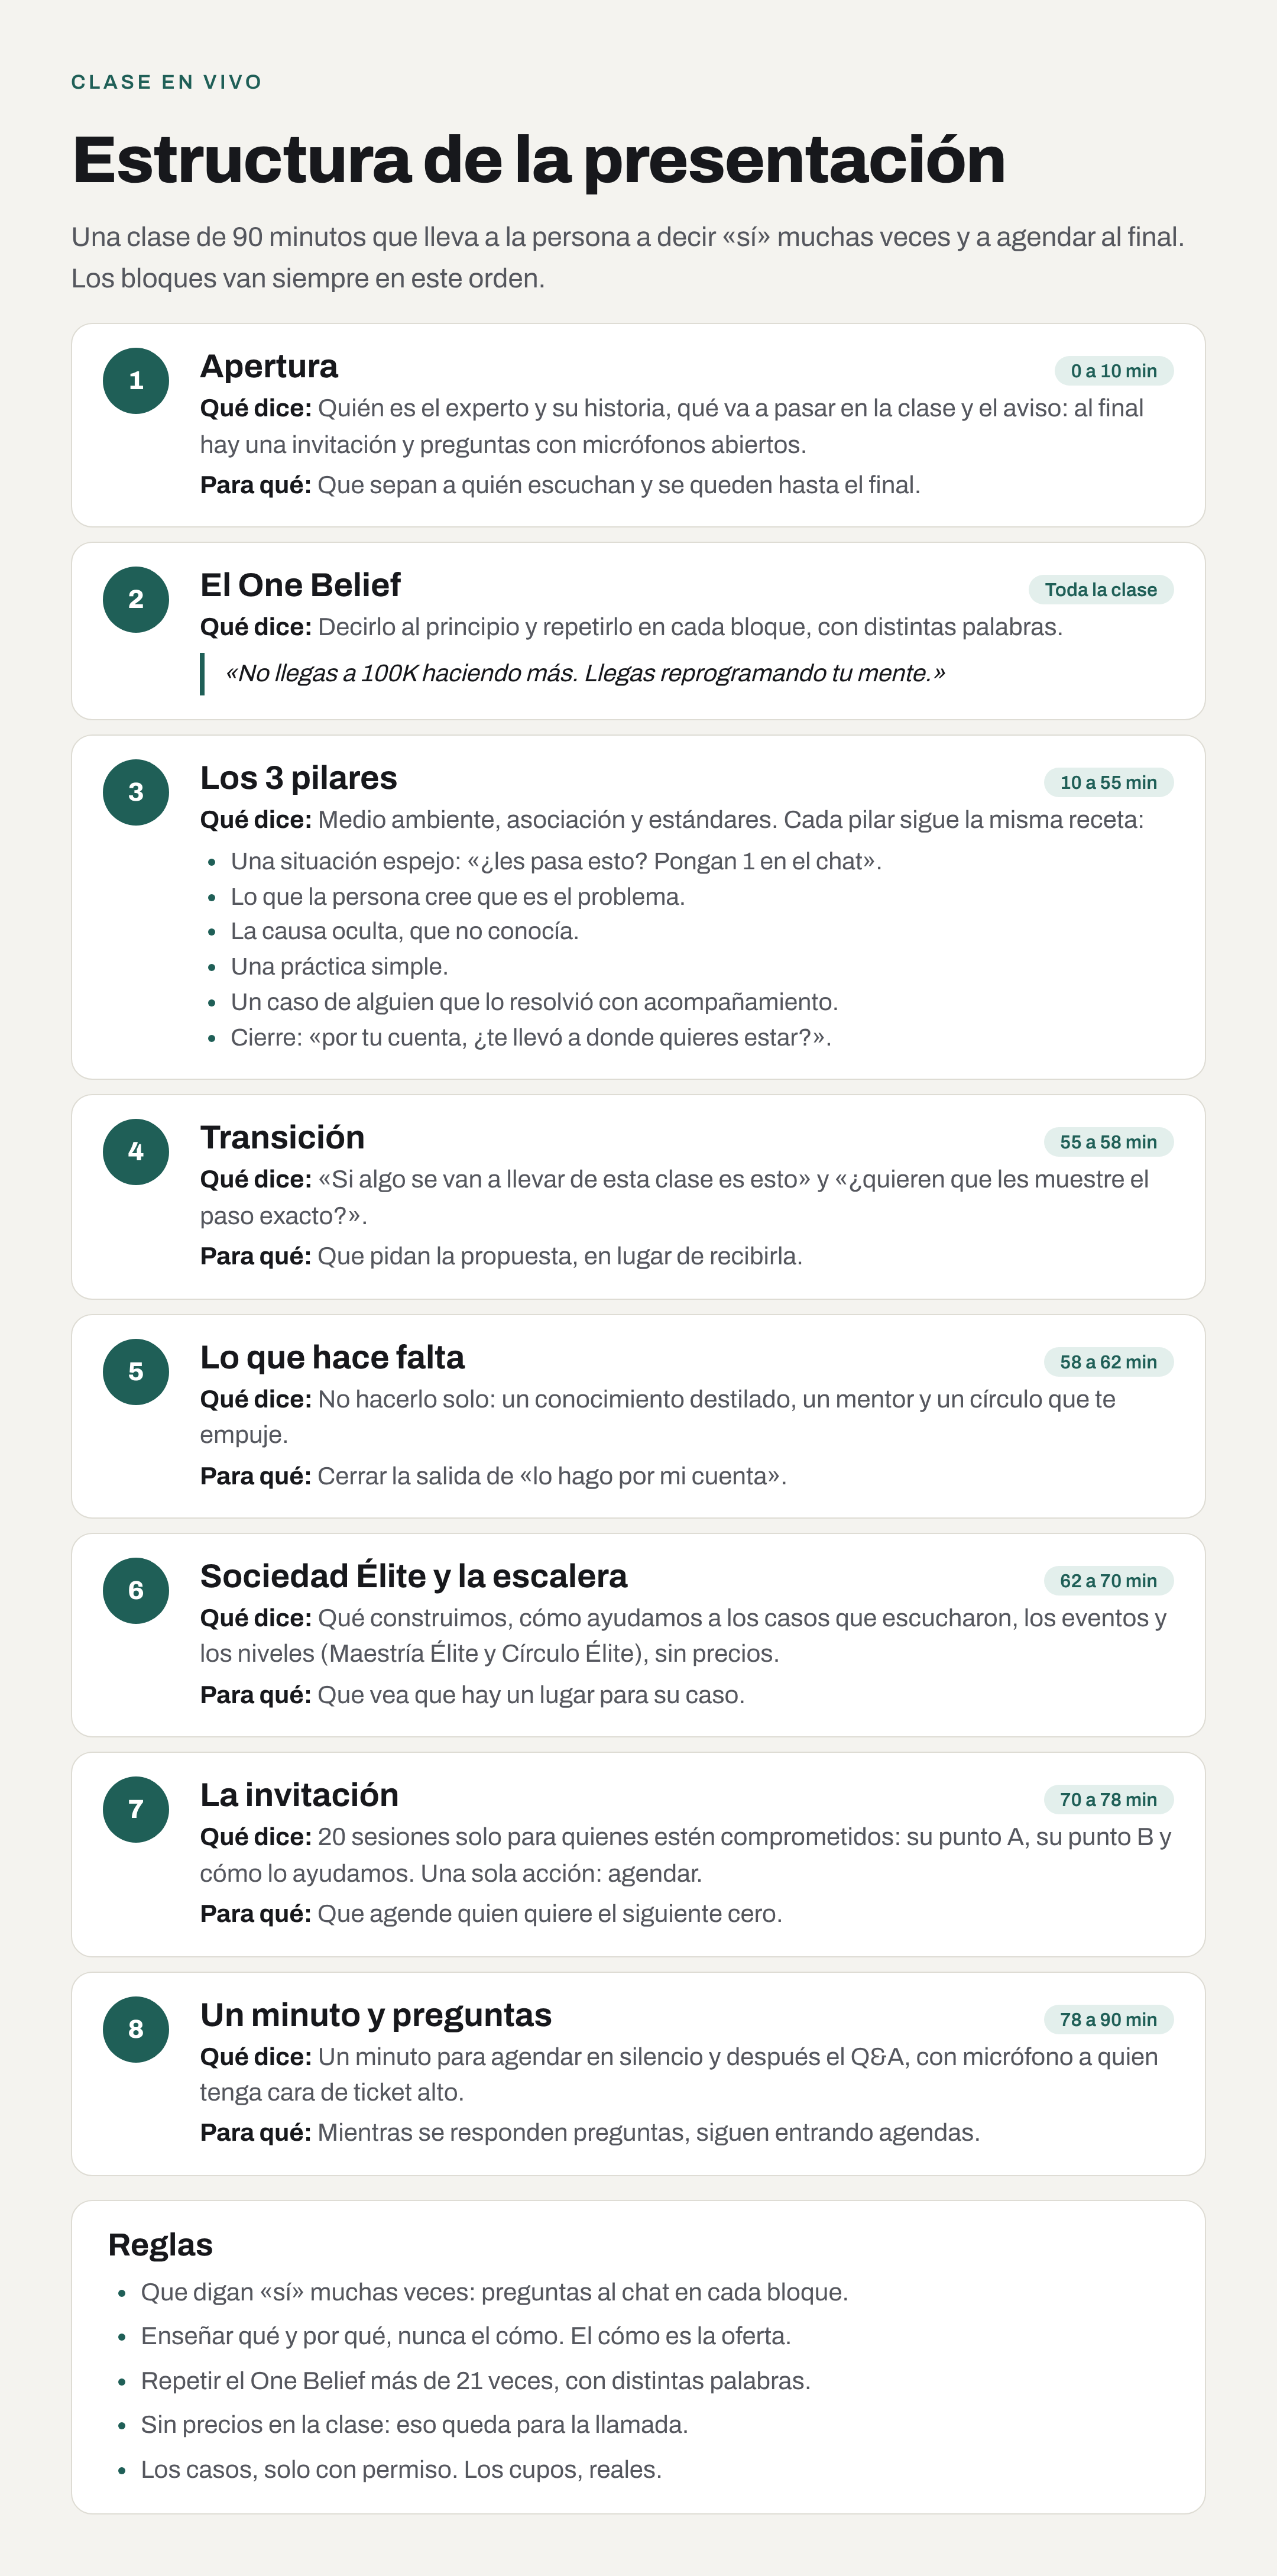 CLASE EN VIVO
Estructura de la presentación
Una clase de 90 minutos que lleva a la persona a decir «sí» muchas veces y a agendar al final.
Los bloques van siempre en este orden.
1
Apertura
0 a 10 min
Qué dice: Quién es el experto y su historia, qué va a pasar en la clase y el aviso: al final
hay una invitación y preguntas con micrófonos abiertos.
Para qué: Que sepan a quién escuchan y se queden hasta el final.
2
El One Belief
Toda la clase
Qué dice: Decirlo al principio y repetirlo en cada bloque, con distintas palabras.
«No llegas a 100K haciendo más. Llegas reprogramando tu mente.»
3
Los 3 pilares
10 a 55 min
Qué dice: Medio ambiente, asociación y estándares. Cada pilar sigue la misma receta:
• Una situación espejo: «¿les pasa esto? Pongan 1 en el chat».
• Lo que la persona cree que es el problema.
• La causa oculta, que no conocía.
• Una práctica simple.
• Un caso de alguien que lo resolvió con acompañamiento.
• Cierre: «por tu cuenta, ¿te llevó a donde quieres estar?».
4
Transición
55 a 58 min
Qué dice: «Si algo se van a llevar de esta clase es esto» y «¿quieren que les muestre el
paso exacto?».
Para qué: Que pidan la propuesta, en lugar de recibirla.
5
Lo que hace falta
58 a 62 min
Qué dice: No hacerlo solo: un conocimiento destilado, un mentor y un círculo que te
empuje.
Para qué: Cerrar la salida de «lo hago por mi cuenta».
6
Sociedad Élite y la escalera
62 a 70 min
Qué dice: Qué construimos, cómo ayudamos a los casos que escucharon, los eventos y
los niveles (Maestría Élite y Círculo Élite), sin precios.
Para qué: Que vea que hay un lugar para su caso.
7
La invitación
70 a 78 min
Qué dice: 20 sesiones solo para quienes estén comprometidos: su punto A, su punto B y
cómo lo ayudamos. Una sola acción: agendar.
Para qué: Que agende quien quiere el siguiente cero.
8
Un minuto y preguntas
78 a 90 min
Qué dice: Un minuto para agendar en silencio y después el Q&A, con micrófono a quien
tenga cara de ticket alto.
Para qué: Mientras se responden preguntas, siguen entrando agendas.
Reglas
• Que digan «sí» muchas veces: preguntas al chat en cada bloque.
• Enseñar qué y por qué, nunca el cómo. El cómo es la oferta.
• Repetir el One Belief más de 21 veces, con distintas palabras.
• Sin precios en la clase: eso queda para la llamada.
• Los casos, solo con permiso. Los cupos, reales.